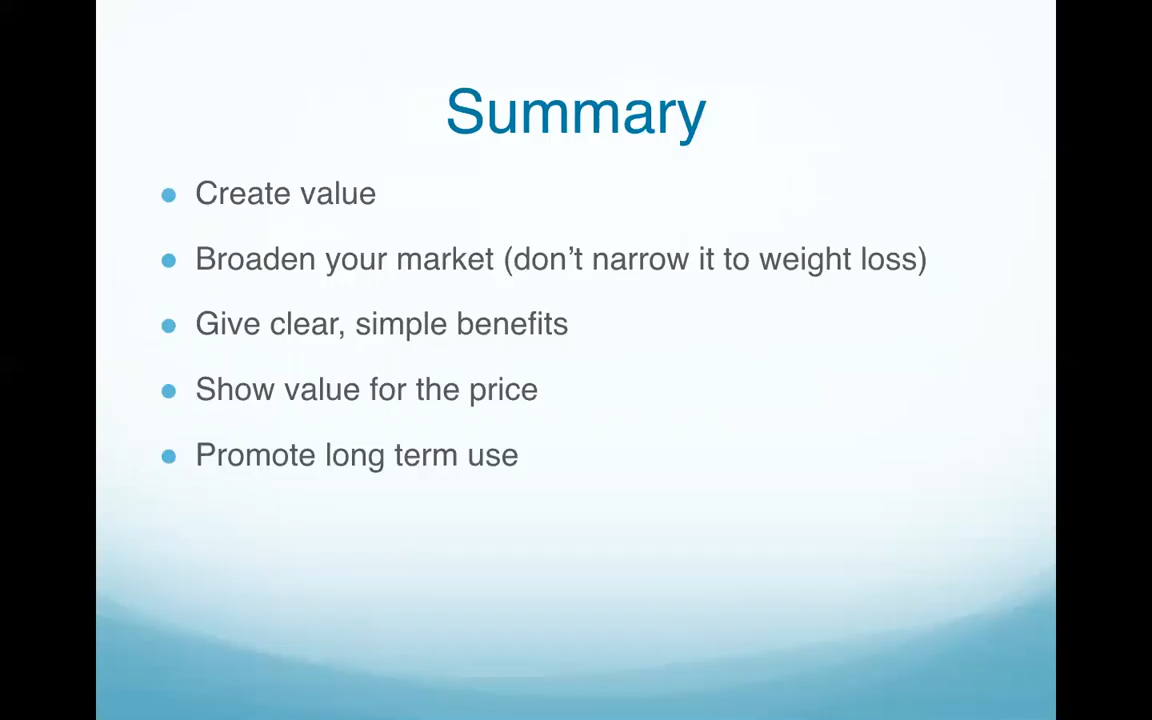 Summary
Create value
Broaden your market (don’t narrow it to weight loss)
Give clear, simple benefits
Show value for the price
Promote long term use